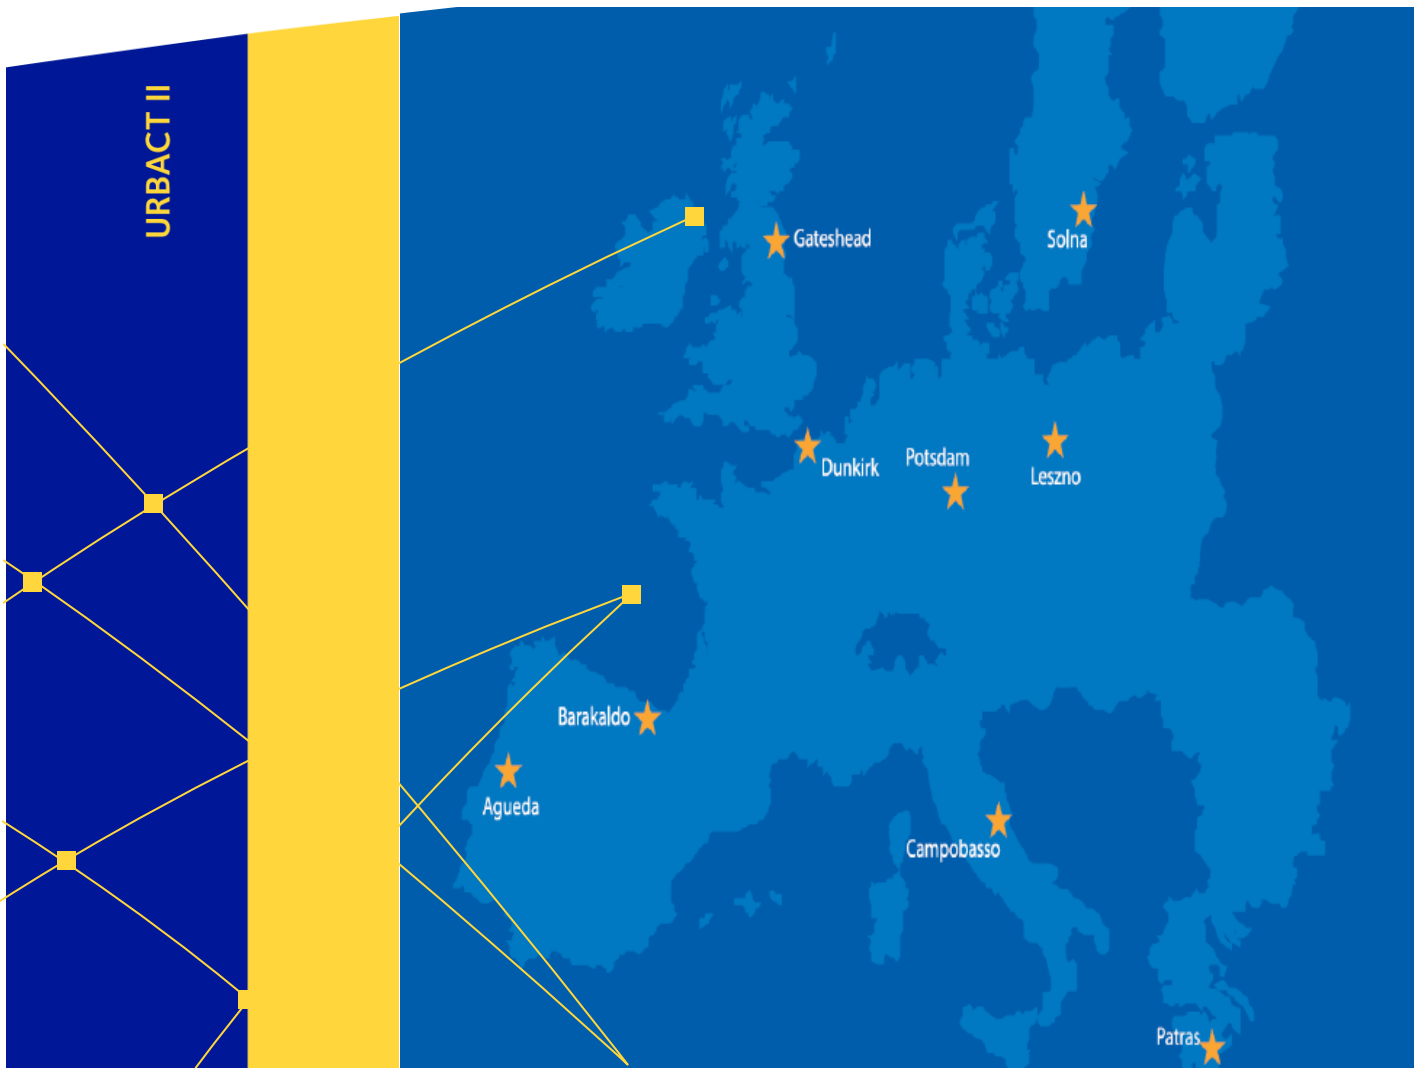 URBACT II
Gateshead
Solna
Dunkirk
Potsdam
Leszno
Barakaldo
Agueda
Campobasso
Patras